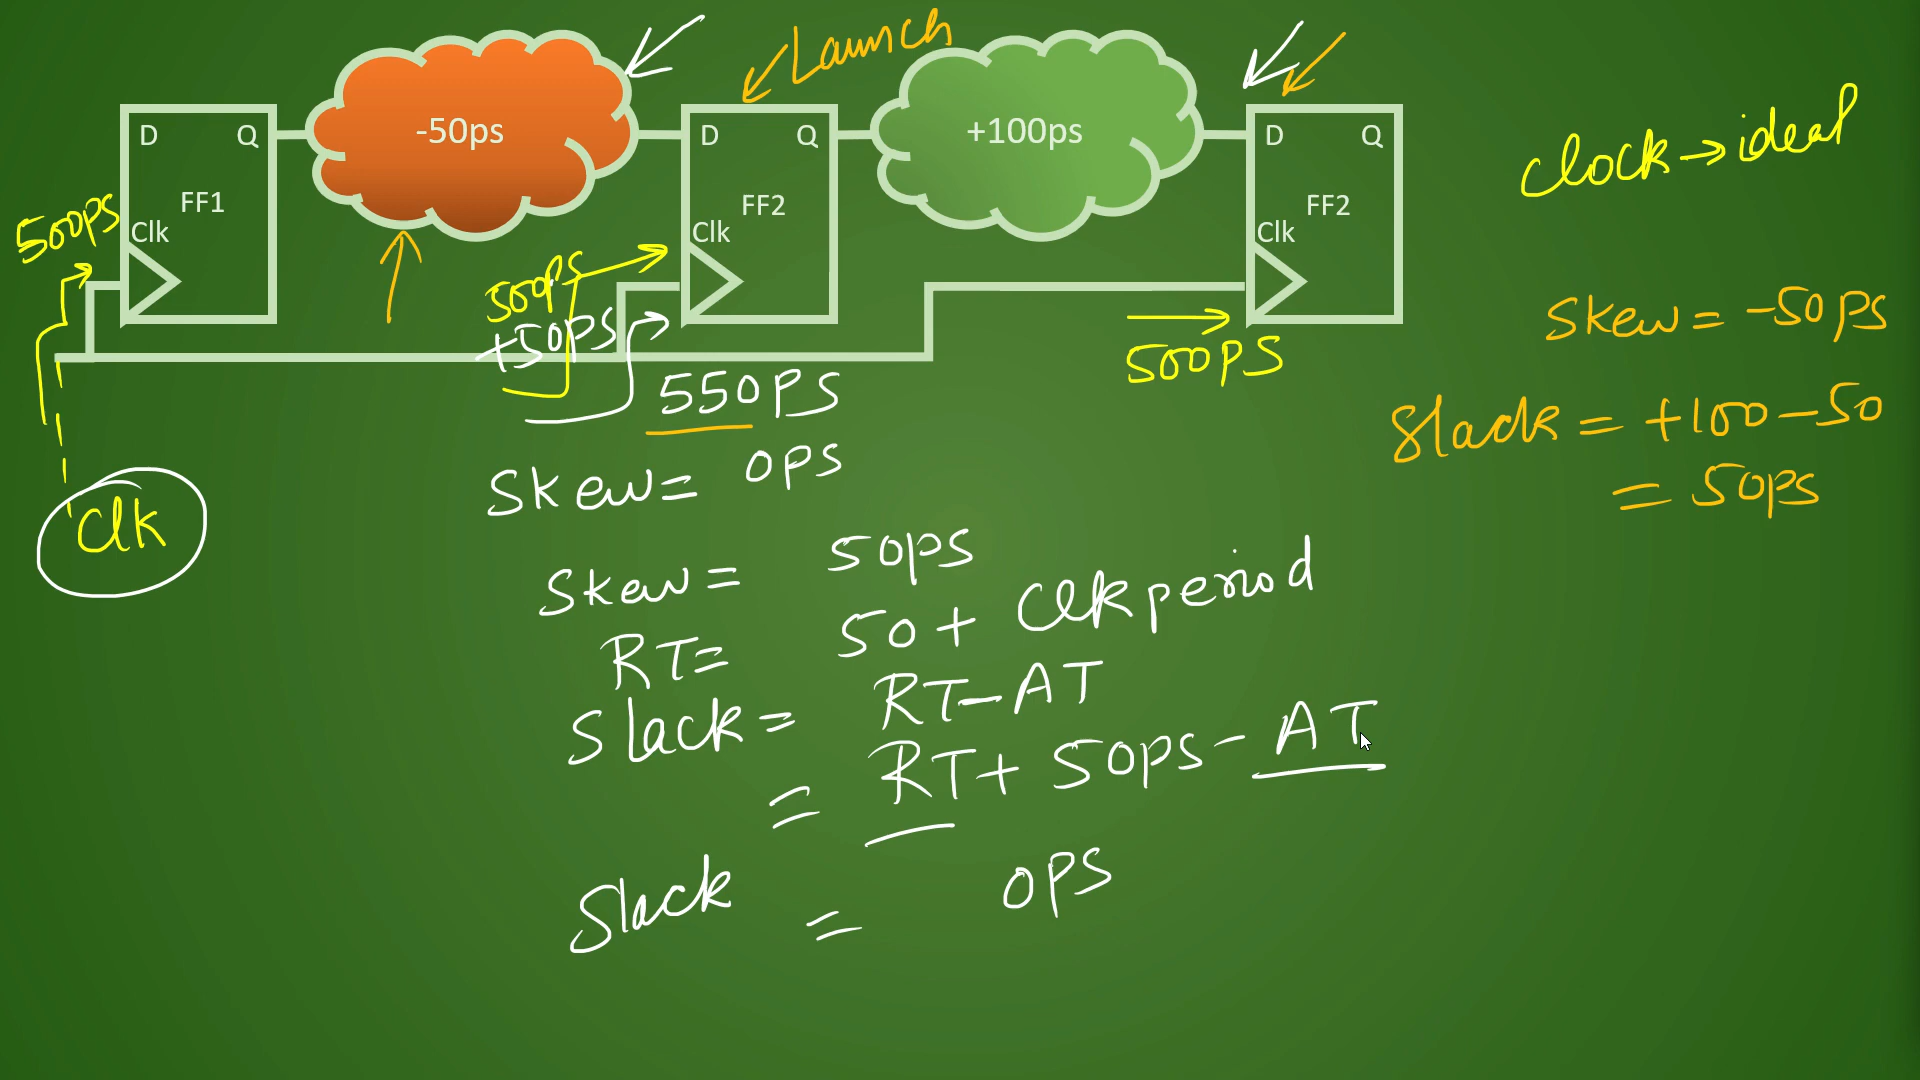 Launch
-50ps
+100ps
D Q
FF1
Clk
D Q
FF2
Clk
D Q
FF2
Clk
clock → ideal
500ps
500ps
+50ps
550ps
500ps
clk
Skew = 0ps
Skew = -50ps
Slack = +100-50
= 50ps
Skew = 50ps
RT = 50 + clk period
Slack = RT-AT
= RT + 50ps - AT
Slack = 0ps